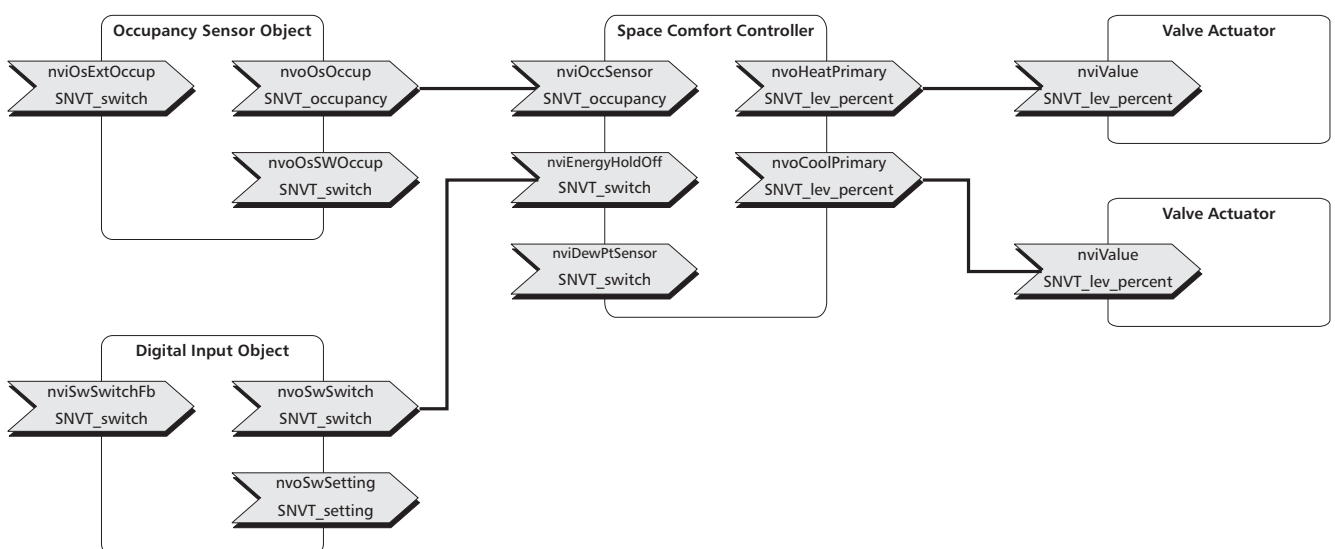 Occupancy Sensor Object
nviOsExtOccup
SNVT_switch
nvoOsOccup
SNVT_occupancy
nvoOsSWOccup
SNVT_switch
Space Comfort Controller
nviOccSensor
SNVT_occupancy
nvoHeatPrimary
SNVT_lev_percent
nviEnergyHoldOff
SNVT_switch
nvoCoolPrimary
SNVT_lev_percent
nviDewPtSensor
SNVT_switch
Valve Actuator
nviValue
SNVT_lev_percent
Valve Actuator
nviValue
SNVT_lev_percent
Digital Input Object
nviSwSwitchFb
SNVT_switch
nvoSwSwitch
SNVT_switch
nvoSwSetting
SNVT_setting